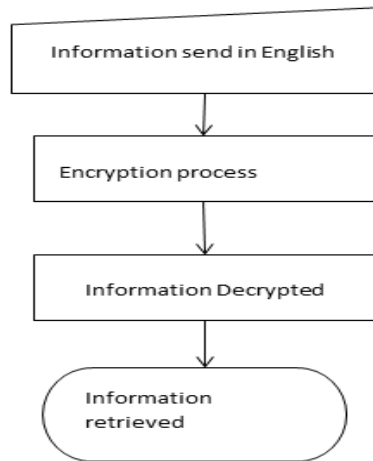 Information send in English
Encryption process
Information Decrypted
Information
retrieved